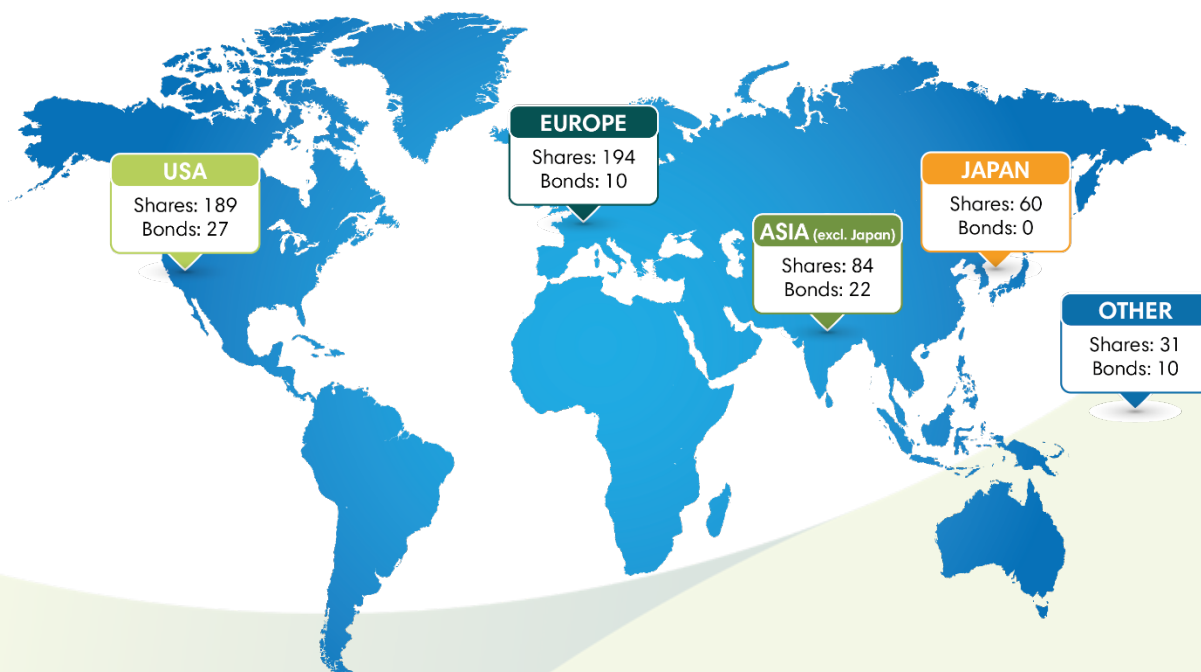 EUROPE
Shares: 194
Bonds: 10
USA
Shares: 189
Bonds: 27
JAPAN
Shares: 60
Bonds: 0
ASIA (excl. Japan)
Shares: 84
Bonds: 22
OTHER
Shares: 31
Bonds: 10